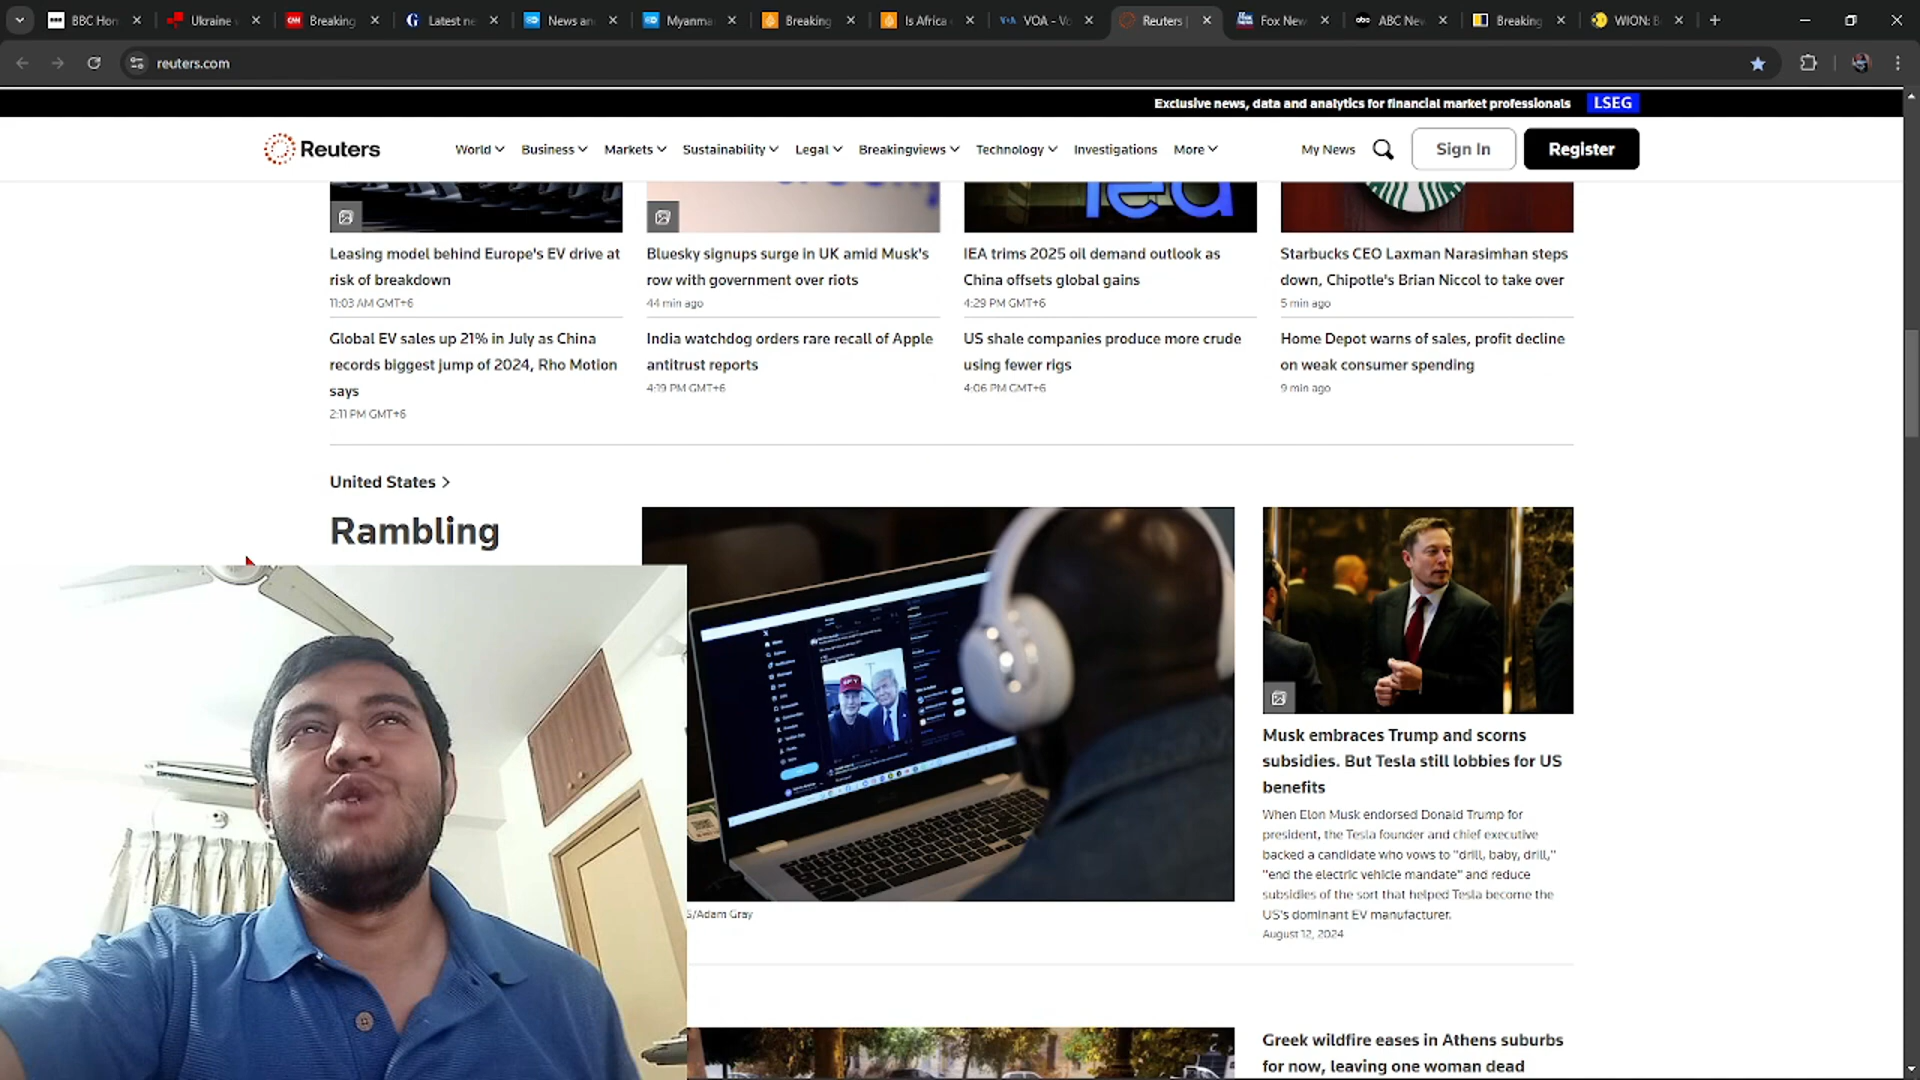 BBC Hom
Ukraine w
Breaking
Latest ne
News an
Myanma
Breaking
Is Africa
VOA - Vo
Reuters |
Fox New
ABC New
Breaking
WION: B
reuters.com
Exclusive news, data and analytics for financial market professionals LSEG
Reuters
World Business Markets Sustainability Legal Breakingviews Technology Investigations More
My News Sign In Register
iea
Leasing model behind Europe's EV drive at
risk of breakdown
11:03 AM GMT+6
Bluesky signups surge in UK amid Musk's
row with government over riots
44 min ago
IEA trims 2025 oil demand outlook as
China offsets global gains
4:29 PM GMT+6
Starbucks CEO Laxman Narasimhan steps
down, Chipotle's Brian Niccol to take over
5 min ago
Global EV sales up 21% in July as China
records biggest jump of 2024, Rho Motion
says
2:11 PM GMT+6
India watchdog orders rare recall of Apple
antitrust reports
4:19 PM GMT+6
US shale companies produce more crude
using fewer rigs
4:06 PM GMT+6
Home Depot warns of sales, profit decline
on weak consumer spending
9 min ago
United States
Rambling
S/Adam Gray
Musk embraces Trump and scorns
subsidies. But Tesla still lobbies for US
benefits
When Elon Musk endorsed Donald Trump for
president, the Tesla founder and chief executive
backed a candidate who vows to "drill, baby, drill,"
"end the electric vehicle mandate" and reduce
subsidies of the sort that helped Tesla become the
US's dominant EV manufacturer.
August 12, 2024
Greek wildfire eases in Athens suburbs
for now, leaving one woman dead